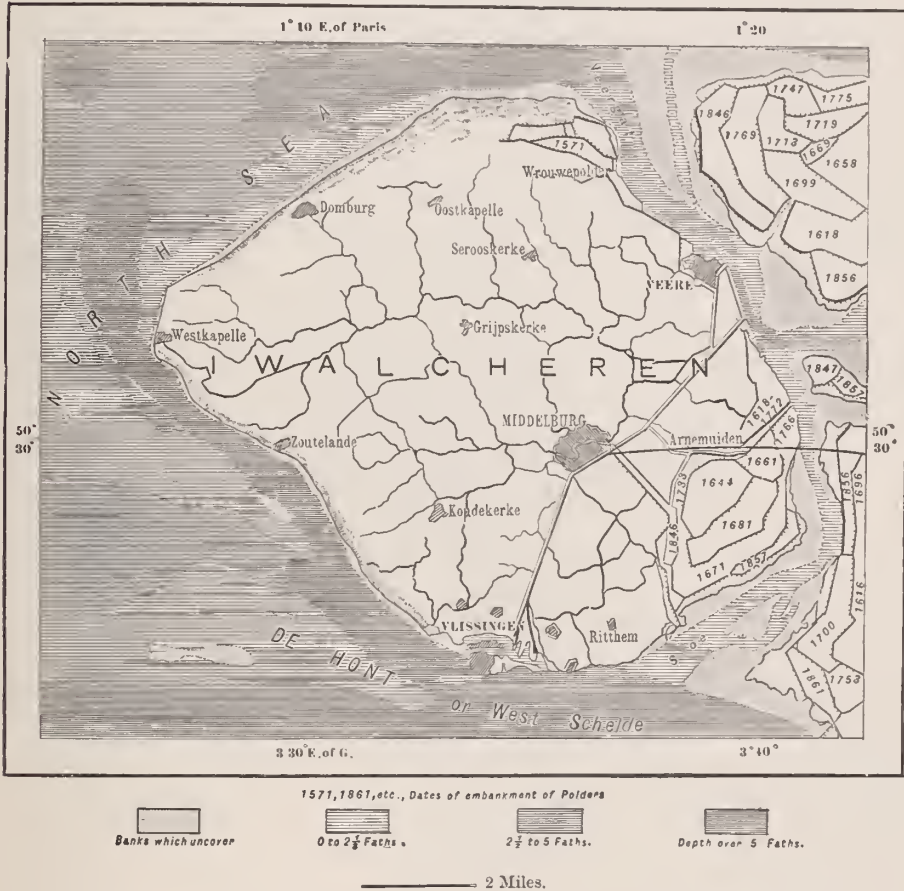 1° 10 E. of Paris
1° 20
NORTH SEA
1846
1747
1775
1769
1713
1719
1669
1658
1699
1571
Wrouwepolder
Domburg
Oostkapelle
Serooskerke
1618
1856
VEERE
Westkapelle
Grijpskerke
I WALCHEREN
1847
1857
MIDDELBURG
1618-1772
1766
Arnemuiden
50°
30'
50°
30'
Zoutelande
1661
1644
1733
1856
1696
Koudekerke
1681
1846
1671
1857
1616
VLISSINGEN
Ritthem
1700
DE HONT
or West Schelde
1861
1753
3 30 E. of G.
3° 40'
1571, 1861, etc., Dates of embankment of Polders
Banks which uncover
0 to 2½ Faths.
2½ to 5 Faths.
Depth over 5 Faths.
2 Miles.